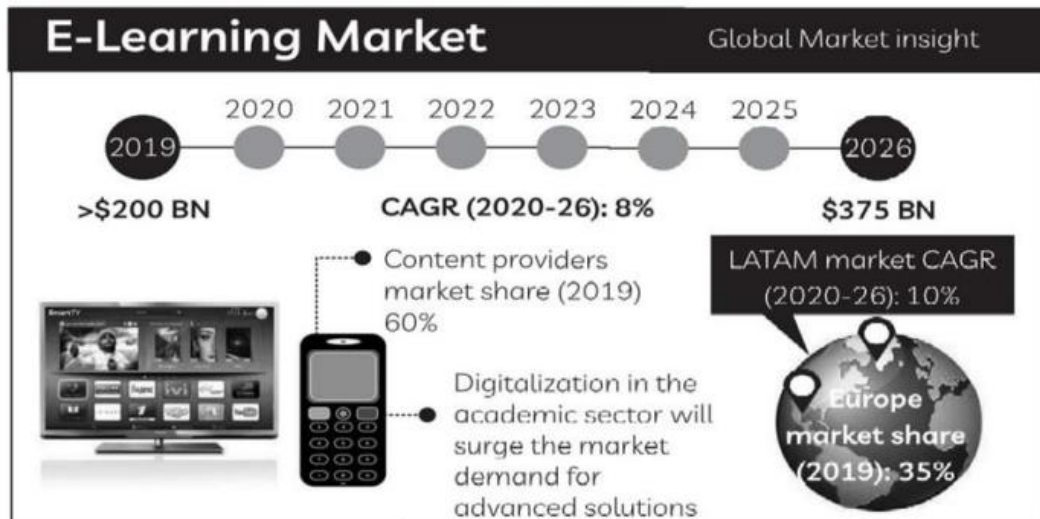 E-Learning Market
Global Market insight
2019
2020
2021
2022
2023
2024
2025
2026
>$200 BN
CAGR (2020-26): 8%
$375 BN
Content providers
market share (2019)
60%
LATAM market CAGR
(2020-26): 10%
SmartTV
Digitalization in the
academic sector will
surge the market
demand for
advanced solutions
Europe
market share
(2019): 35%